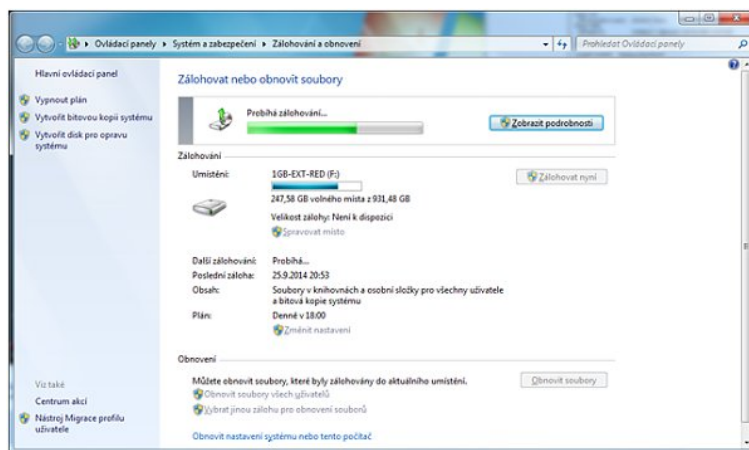 Ovládací panely ▸ Systém a zabezpečení ▸ Zálohování a obnovení
Prohledat Ovládací panely
Hlavní ovládací panel
Vypnout plán
Vytvořit bitovou kopii systému
Vytvořit disk pro opravu
systému
Zálohovat nebo obnovit soubory
Probíhá zálohování...
Zobrazit podrobnosti
Zálohování
Umístění: 1GB-EXT-RED (F:)
Zálohovat nyní
247,58 GB volného místa z 931,48 GB
Velikost zálohy: Není k dispozici
Spravovat místo
Další zálohování: Probíhá...
Poslední záloha: 25.9.2014 20:53
Obsah: Soubory v knihovnách a osobní složky pro všechny uživatele
a bitová kopie systému
Plán: Denně v 18:00
Změnit nastavení
Obnovení
Můžete obnovit soubory, které byly zálohovány do aktuálního umístění.
Obnovit soubory
Obnovit soubory všech uživatelů
Vybrat jinou zálohu pro obnovení souborů
Obnovit nastavení systému nebo tento počítač
Viz také
Centrum akcí
Nástroj Migrace profilu
uživatele